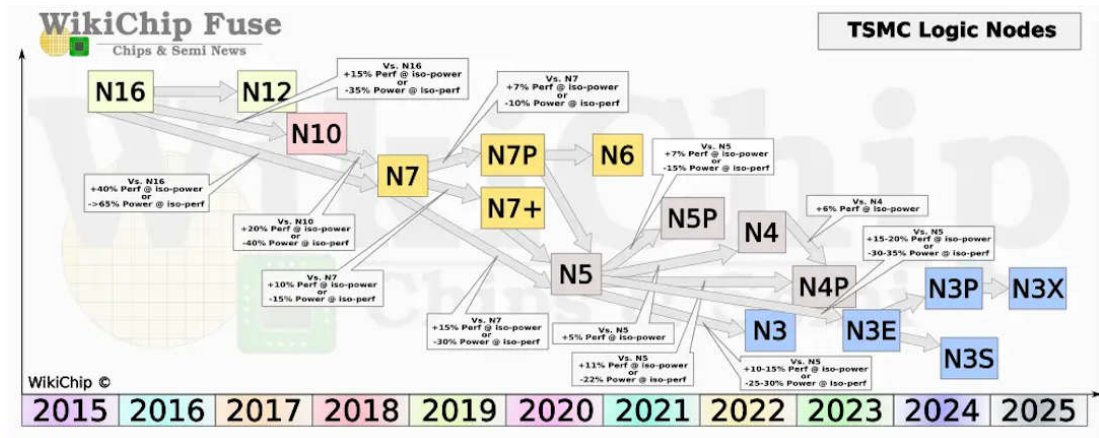 WikiChip Fuse
Chips & Semi News
TSMC Logic Nodes
N16
N12
Vs. N16
+15% Perf @ iso-power
or
-35% Power @ iso-perf
Vs. N7
+7% Perf @ iso-power
or
-10% Power @ iso-perf
N10
N7
N7P
N6
N7+
Vs. N16
+40% Perf @ iso-power
or
->65% Power @ iso-perf
Vs. N10
+20% Perf @ iso-power
or
-40% Power @ iso-perf
Vs. N7
+10% Perf @ iso-power
or
-15% Power @ iso-perf
Vs. N5
+7% Perf @ iso-power
or
-15% Power @ iso-perf
N5P
N4
Vs. N4
+6% Perf @ iso-power
Vs. N5
+15-20% Perf @ iso-power
or
-30-35% Power @ iso-perf
N5
N4P
N3P
N3X
N3
N3E
N3S
Vs. N7
+15% Perf @ iso-power
or
-30% Power @ iso-perf
Vs. N5
+5% Perf @ iso-power
Vs. N5
+11% Perf @ iso-power
or
-22% Power @ iso-perf
Vs. N5
+10-15% Perf @ iso-power
or
-25-30% Power @ iso-perf
WikiChip
Chips & Semi
WikiChip ©
2015 2016 2017 2018 2019 2020 2021 2022 2023 2024 2025